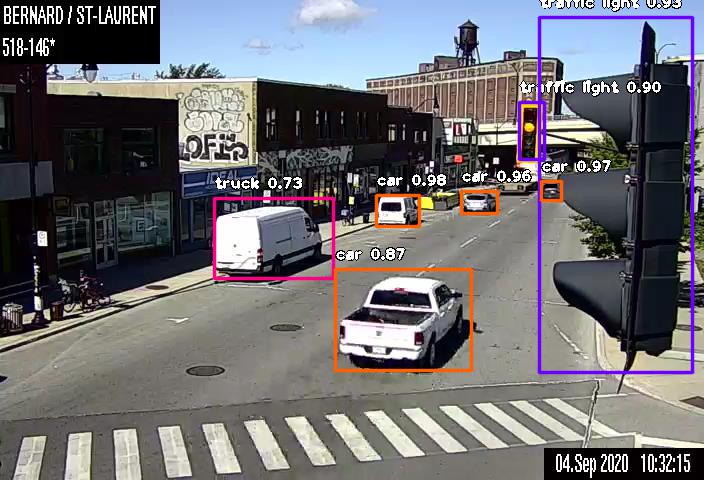 BERNARD / ST-LAURENT
518-146*
traffic light 0.93
traffic light 0.90
truck 0.73
car 0.98
car 0.96
car 0.97
car 0.87
04.Sep 2020 10:32:15